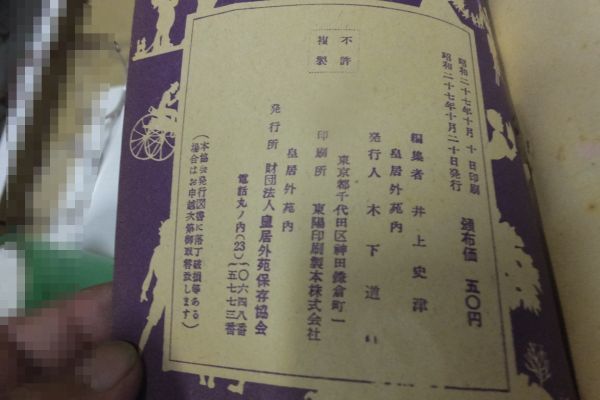 昭和二十七年十月 十 日印刷
昭和二十七年十月二十日発行
頒布価 五〇円
不許
複製
編集者 井上史津
皇居外苑内
発行人 木下道
東京都千代田区神田鎌倉町一
印刷所 東陽印刷製本株式会社
皇居外苑内
発行所 財団法人皇居外苑保存協会
電話丸ノ内(23)一〇六四八番
一五七七三番
(本協会発行図書に落丁破損等ある
場合はお申越次第御取替致します)